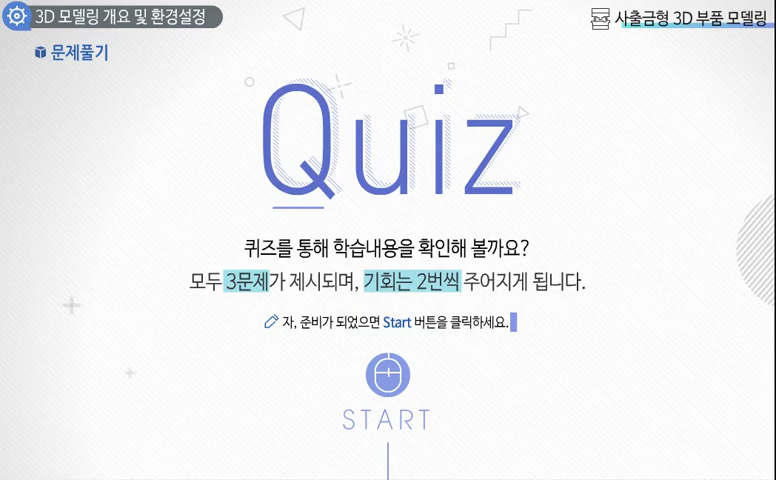 3D 모델링 개요 및 환경설정
사출금형 3D 부품 모델링
문제풀기
Quiz
퀴즈를 통해 학습내용을 확인해 볼까요?
모두 3문제가 제시되며, 기회는 2번씩 주어지게 됩니다.
자, 준비가 되었으면 Start 버튼을 클릭하세요.
START